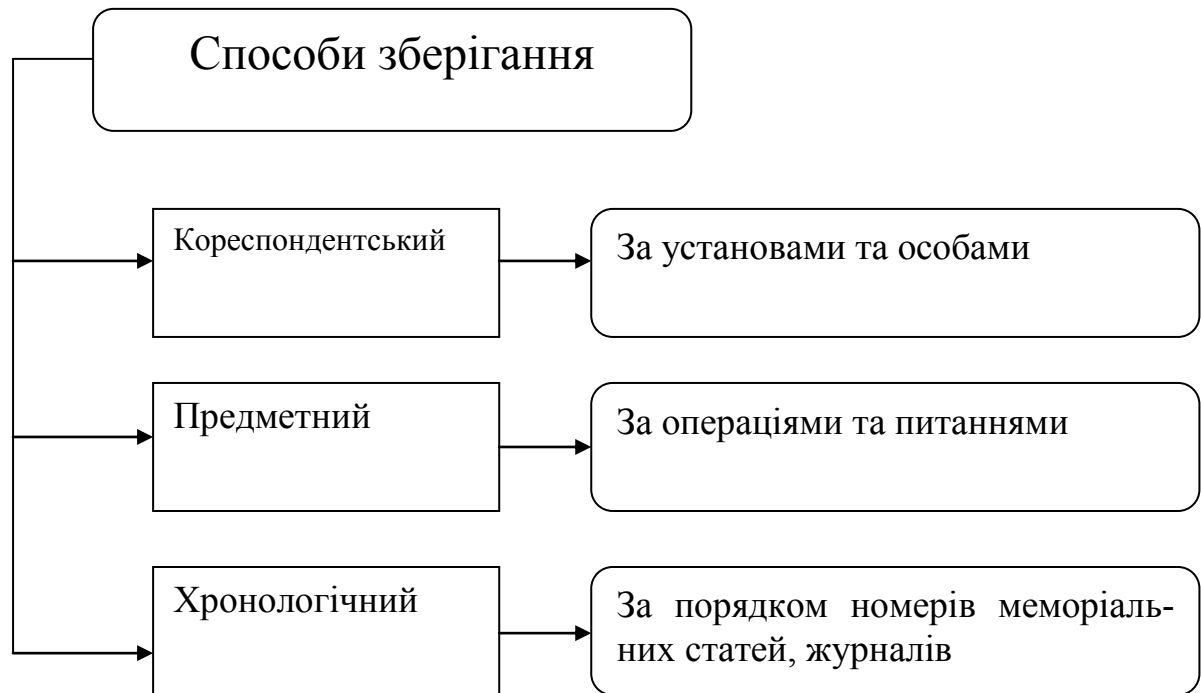 Способи зберігання
Кореспондентський
За установами та особами
Предметний
За операціями та питаннями
Хронологічний
За порядком номерів меморіаль-
них статей, журналів